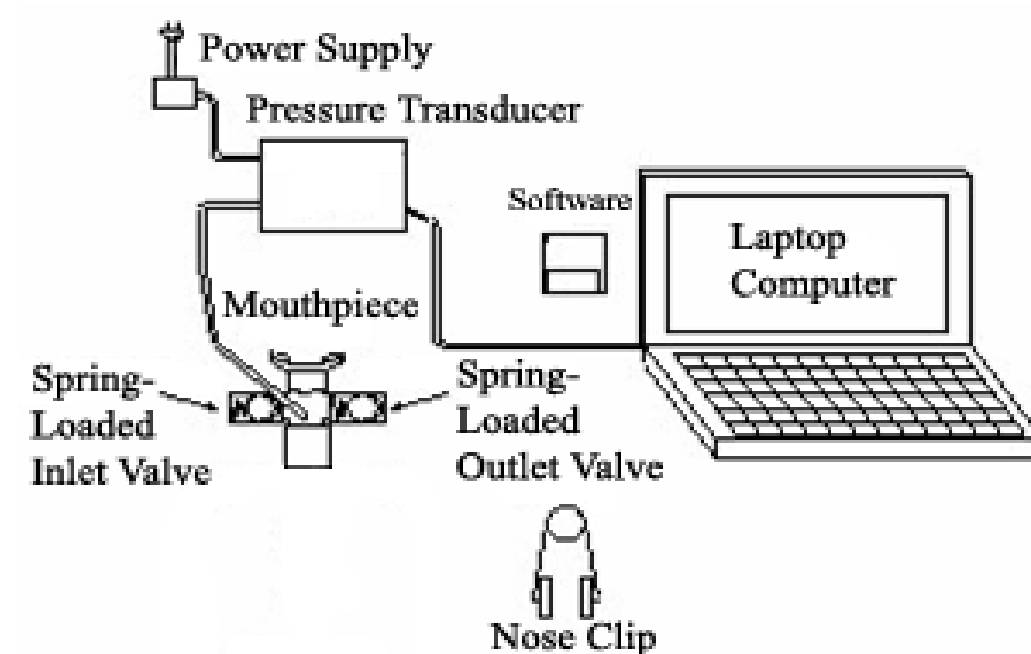 Power Supply
Pressure Transducer
Software
Laptop
Computer
Mouthpiece
Spring-
Loaded
Inlet Valve
Spring-
Loaded
Outlet Valve
Nose Clip